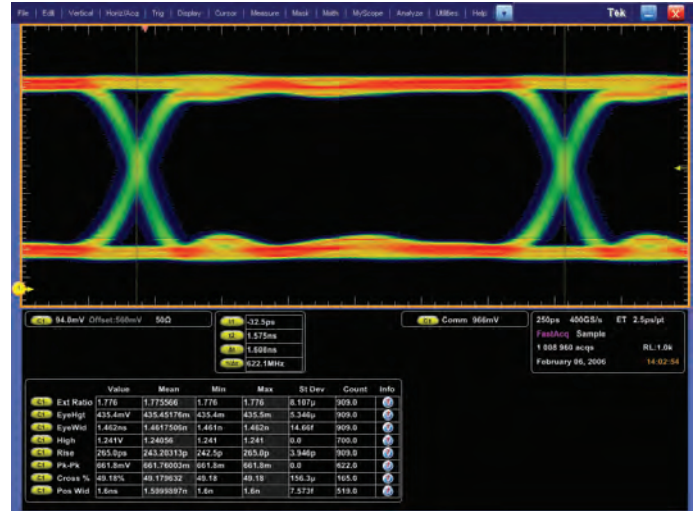 File | Edit | Vertical | Horiz/Acq | Trig | Display | Cursor | Measure | Mask | Math | MyScope | Analyze | Utilities | Help Tek
1
C1 94.0mV Offset:560mV 50Ω
t1 -32.5ps
t2 1.575ns
Δt 1.608ns
1/Δt 622.1MHz
C1 Comm 966mV
250ps 400GS/s ET 2.5ps/pt
FastAcq Sample
1 008 960 acqs RL:1.0k
February 06, 2006 14:02:54
Value Mean Min Max St Dev Count Info
C1 Ext Ratio 1.776 1.775566 1.776 1.776 8.107µ 909.0
C1 EyeHgt 435.4mV 435.45176m 435.4m 435.5m 5.346µ 909.0
C1 EyeWid 1.462ns 1.4617506n 1.461n 1.462n 14.66f 909.0
C1 High 1.241V 1.24056 1.241 1.241 0.0 700.0
C1 Rise 265.0ps 243.20313p 242.5p 265.0p 3.946p 909.0
C1 Pk-Pk 661.8mV 661.76003m 661.8m 661.8m 0.0 622.0
C1 Cross % 49.18% 49.179632 49.18 49.18 156.3µ 165.0
C1 Pos Wid 1.6ns 1.5999897n 1.6n 1.6n 7.573f 519.0